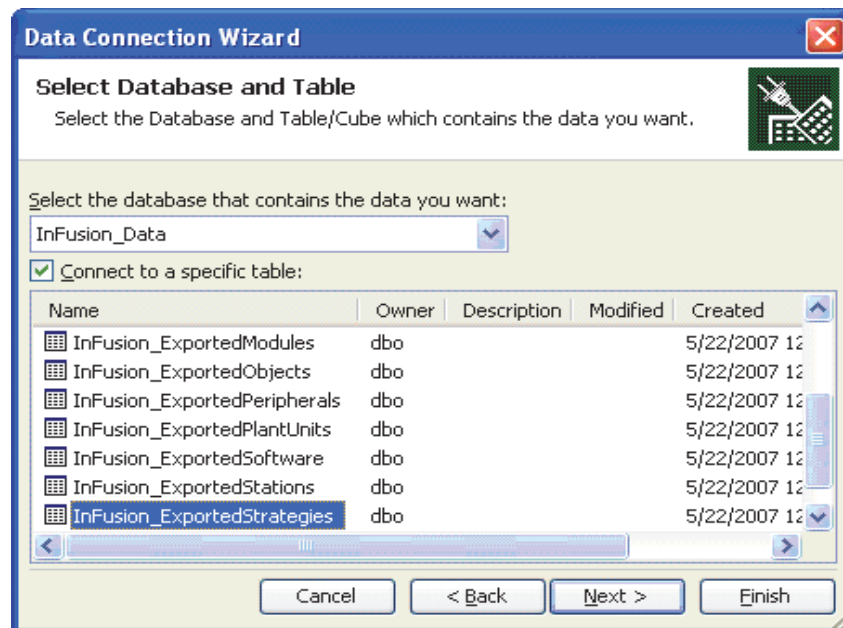 Data Connection Wizard
Select Database and Table
Select the Database and Table/Cube which contains the data you want.
Select the database that contains the data you want:
InFusion_Data
Connect to a specific table:
Name Owner Description Modified Created
InFusion_ExportedModules dbo 5/22/2007 12
InFusion_ExportedObjects dbo 5/22/2007 12
InFusion_ExportedPeripherals dbo 5/22/2007 12
InFusion_ExportedPlantUnits dbo 5/22/2007 12
InFusion_ExportedSoftware dbo 5/22/2007 12
InFusion_ExportedStations dbo 5/22/2007 12
InFusion_ExportedStrategies dbo 5/22/2007 12
Cancel < Back Next > Finish